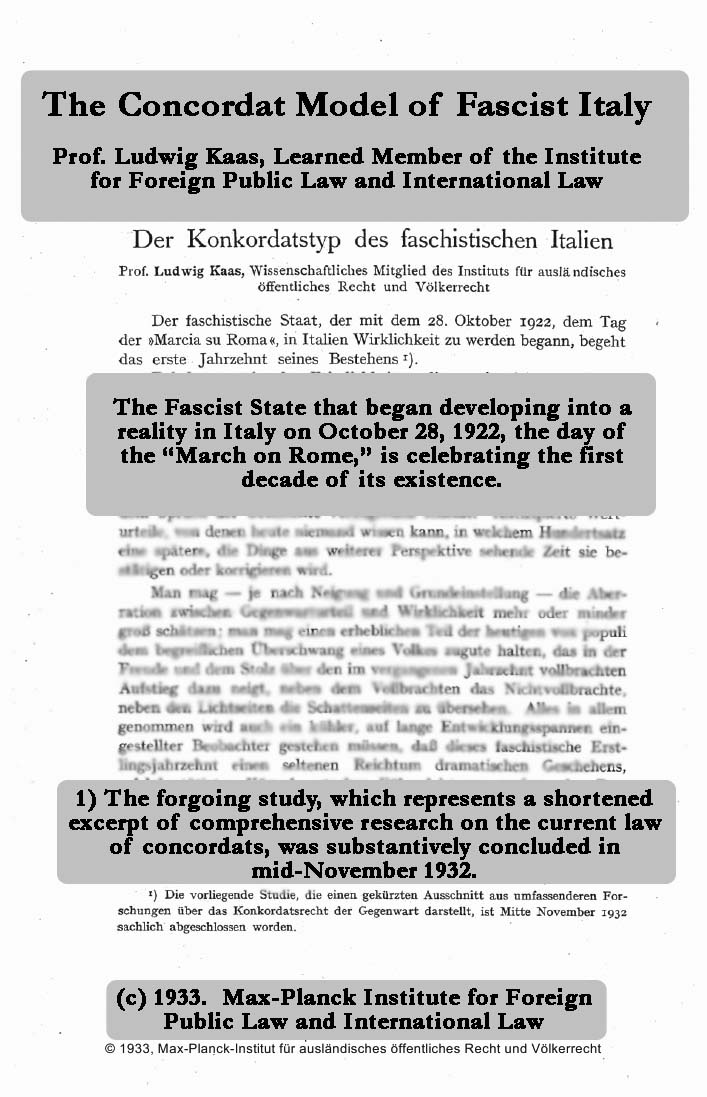 The Concordat Model of Fascist Italy
Prof. Ludwig Kaas, Learned Member of the Institute
for Foreign Public Law and International Law
Der Konkordatstyp des faschistischen Italien
Prof. Ludwig Kaas, Wissenschaftliches Mitglied des Instituts für ausländisches
öffentliches Recht und Völkerrecht
Der faschistische Staat, der mit dem 28. Oktober 1922, dem Tag
der »Marcia su Roma«, in Italien Wirklichkeit zu werden begann, begeht
das erste Jahrzehnt seines Bestehens ¹).
The Fascist State that began developing into a
reality in Italy on October 28, 1922, the day of
the “March on Rome,” is celebrating the first
decade of its existence.
urteile, von denen heute niemand wissen kann, in welchem Hundertsatz
eine spätere, die Dinge aus weiterer Perspektive sehende Zeit sie be-
stätigen oder korrigieren wird.
Man mag — je nach Neigung und Grundeinstellung — die Aber-
ration zwischen Gegenwartsurteil und Wirklichkeit mehr oder minder
groß schätzen; man mag einen erheblichen Teil der heutigen vox populi
dem begreiflichen Überschwang eines Volkes zugute halten, das in der
Freude und dem Stolz über den im vergangenen Jahrzehnt vollbrachten
Aufstieg dazu neigt, neben dem Vollbrachten das Nichtvollbrachte,
neben den Lichtseiten die Schattenseiten zu übersehen. Alles in allem
genommen wird auch ein kühler, auf lange Entwicklungsspannen ein-
gestellter Beobachter gestehen müssen, daß dieses faschistische Erst-
lingsjahrzehnt einen seltenen Reichtum dramatischen Geschehens,
1) The forgoing study, which represents a shortened
excerpt of comprehensive research on the current law
of concordats, was substantively concluded in
mid-November 1932.
¹) Die vorliegende Studie, die einen gekürzten Ausschnitt aus umfassenderen For-
schungen über das Konkordatsrecht der Gegenwart darstellt, ist Mitte November 1932
sachlich abgeschlossen worden.
(c) 1933. Max-Planck Institute for Foreign
Public Law and International Law
© 1933, Max-Planck-Institut für ausländisches öffentliches Recht und Völkerrecht